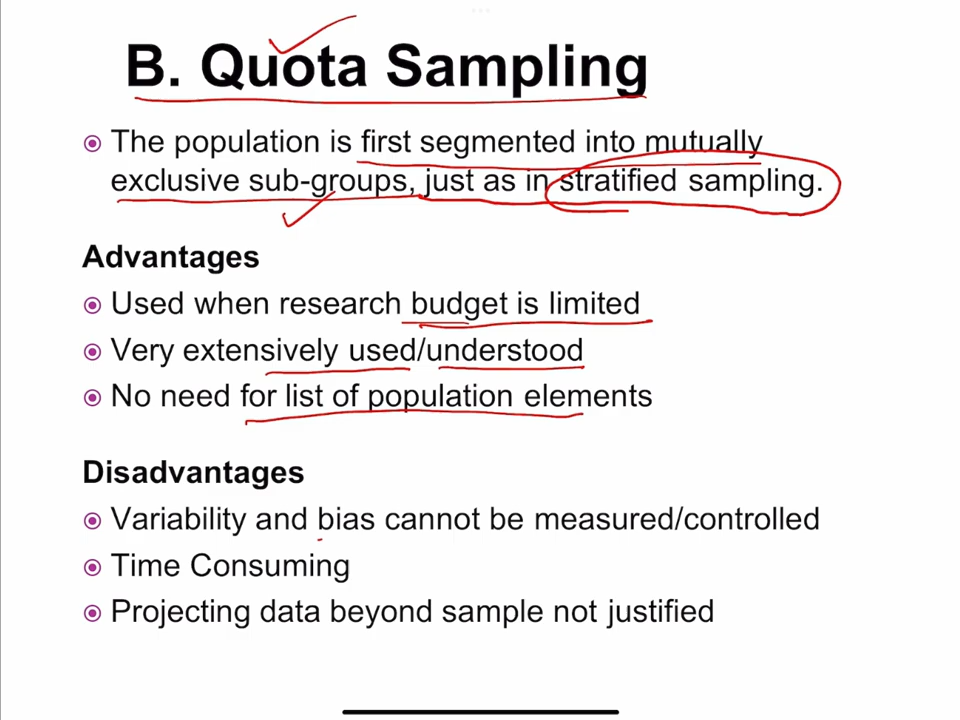 B. Quota Sampling
The population is first segmented into mutually
exclusive sub-groups, just as in stratified sampling.
Advantages
Used when research budget is limited
Very extensively used/understood
No need for list of population elements
Disadvantages
Variability and bias cannot be measured/controlled
Time Consuming
Projecting data beyond sample not justified